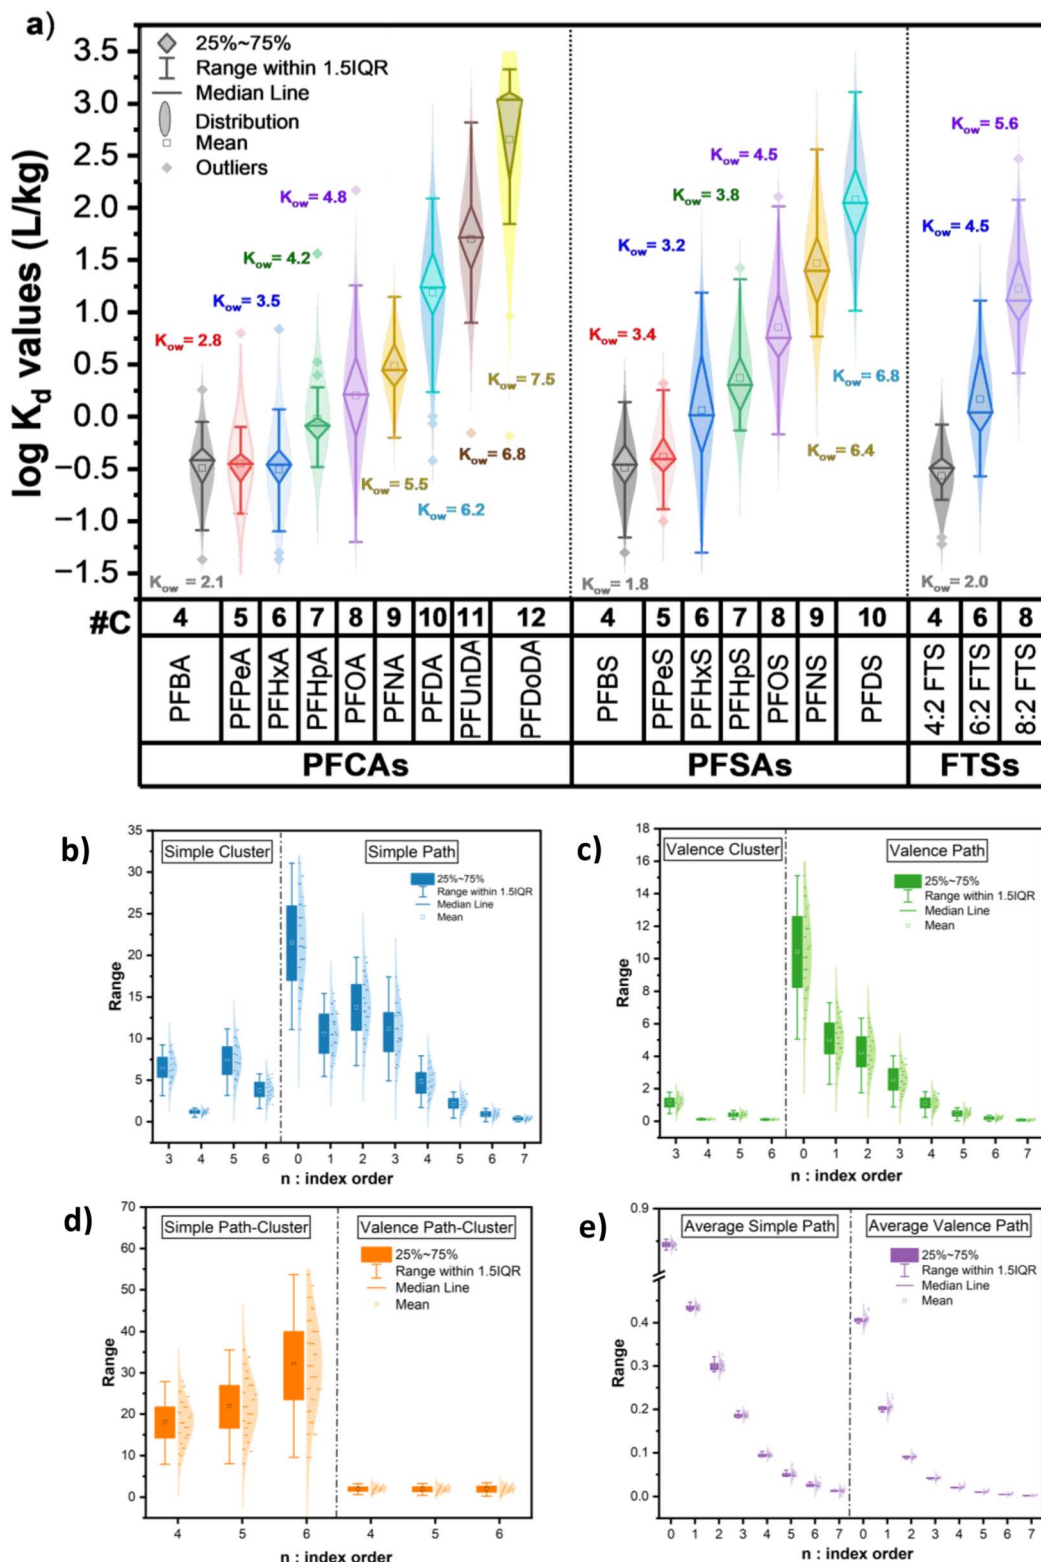 a)
log Kd values (L/kg)
3.5
3.0
2.5
2.0
1.5
1.0
0.5
0.0
−0.5
−1.0
−1.5
25%~75%
Range within 1.5IQR
Median Line
Distribution
Mean
Outliers
Kow = 2.1
Kow= 2.8
Kow= 3.5
Kow= 4.2
Kow= 4.8
Kow= 5.5
Kow= 6.2
Kow= 6.8
Kow= 7.5
Kow= 1.8
Kow= 3.4
Kow= 3.2
Kow= 3.8
Kow= 4.5
Kow= 6.4
Kow= 6.8
Kow= 2.0
Kow= 4.5
Kow= 5.6
#C 4 5 6 7 8 9 10 11 12 4 5 6 7 8 9 10 4 6 8
PFBA PFPeA PFHxA PFHpA PFOA PFNA PFDA PFUnDA PFDoDA PFBS PFPeS PFHxS PFHpS PFOS PFNS PFDS 4:2 FTS 6:2 FTS 8:2 FTS
PFCAs PFSAs FTSs
b)
Range
35
30
25
20
15
10
5
0
Simple Cluster
Simple Path
25%~75%
Range within 1.5IQR
Median Line
Mean
3 4 5 6 0 1 2 3 4 5 6 7
n : index order
c)
Range
18
16
14
12
10
8
6
4
2
0
Valence Cluster
Valence Path
25%~75%
Range within 1.5IQR
Median Line
Mean
3 4 5 6 0 1 2 3 4 5 6 7
n : index order
d)
Range
70
60
50
40
30
20
10
0
Simple Path-Cluster
Valence Path-Cluster
25%~75%
Range within 1.5IQR
Median Line
Mean
4 5 6 4 5 6
n : index order
e)
Range
0.9
0.4
0.3
0.2
0.1
0.0
Average Simple Path
Average Valence Path
25%~75%
Range within 1.5IQR
Median Line
Mean
0 1 2 3 4 5 6 7 0 1 2 3 4 5 6 7
n : index order